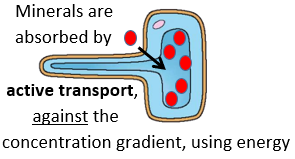 Minerals are
absorbed by
active transport,
against the
concentration gradient, using energy